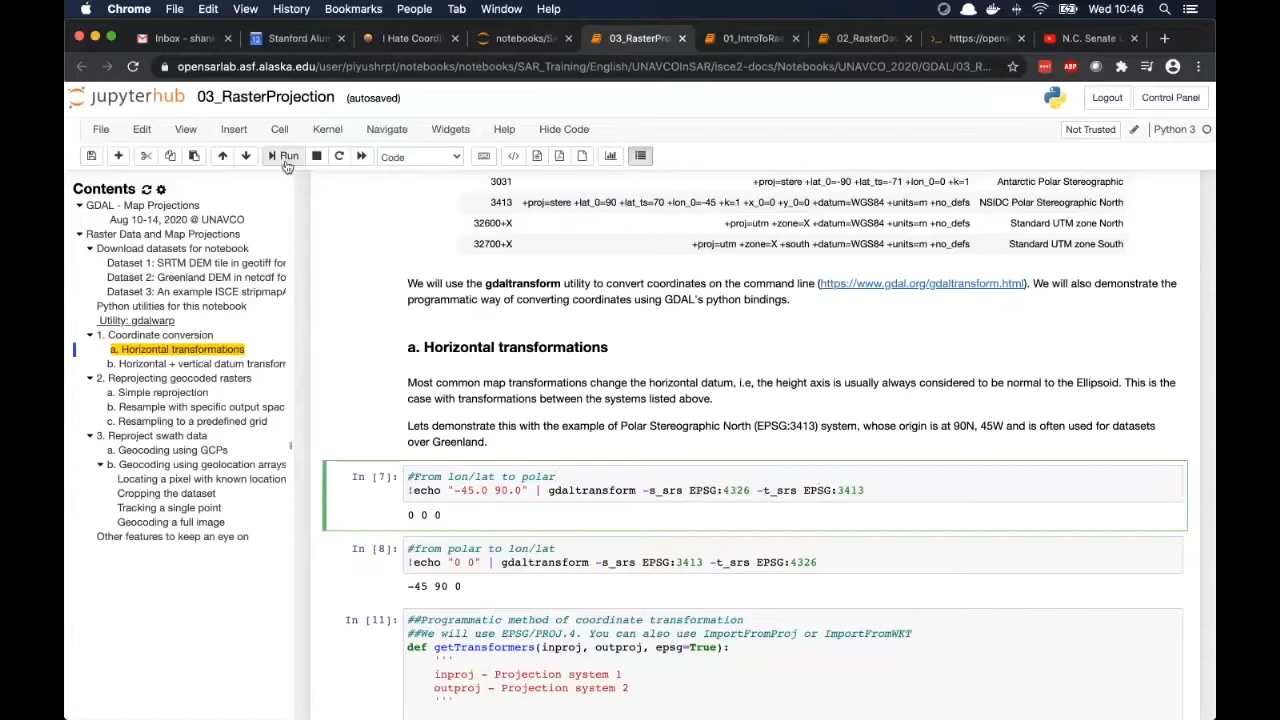 Chrome File Edit View History Bookmarks People Tab Window Help Wed 10:46
Inbox - shank
Stanford Alun
I Hate Coordi
notebooks/SA
03_RasterPro
01_IntroToRas
02_RasterDa
https://opens
N.C. Senate C
opensarlab.asf.alaska.edu/user/piyushrpt/notebooks/notebooks/SAR_Training/English/UNAVCOInSAR/isce2-docs/Notebooks/UNAVCO_2020/GDAL/03_R...
ABP
jupyterhub 03_RasterProjection (autosaved) Logout Control Panel
File Edit View Insert Cell Kernel Navigate Widgets Help Hide Code Not Trusted Python 3
Run Code
Contents
GDAL - Map Projections
Aug 10-14, 2020 @ UNAVCO
Raster Data and Map Projections
Download datasets for notebook
Dataset 1: SRTM DEM tile in geotiff for
Dataset 2: Greenland DEM in netcdf fo
Dataset 3: An example ISCE stripmapA
Python utilities for this notebook
Utility: gdalwarp
1. Coordinate conversion
a. Horizontal transformations
b. Horizontal + vertical datum transforn
2. Reprojecting geocoded rasters
a. Simple reprojection
b. Resample with specific output spac
c. Resampling to a predefined grid
3. Reproject swath data
a. Geocoding using GCPs
b. Geocoding using geolocation arrays
Locating a pixel with known location
Cropping the dataset
Tracking a single point
Geocoding a full image
Other features to keep an eye on
3031 +proj=stere +lat_0=-90 +lat_ts=-71 +lon_0=0 +k=1 Antarctic Polar Stereographic
3413 +proj=stere +lat_0=90 +lat_ts=70 +lon_0=-45 +k=1 +x_0=0 +y_0=0 +datum=WGS84 +units=m +no_defs NSIDC Polar Stereographic North
32600+X +proj=utm +zone=X +datum=WGS84 +units=m +no_defs Standard UTM zone North
32700+X +proj=utm +zone=X +south +datum=WGS84 +units=m +no_defs Standard UTM zone South
We will use the gdaltransform utility to convert coordinates on the command line (https://www.gdal.org/gdaltransform.html). We will also demonstrate the
programmatic way of converting coordinates using GDAL's python bindings.
a. Horizontal transformations
Most common map transformations change the horizontal datum, i.e, the height axis is usually always considered to be normal to the Ellipsoid. This is the
case with transformations between the systems listed above.
Lets demonstrate this with the example of Polar Stereographic North (EPSG:3413) system, whose origin is at 90N, 45W and is often used for datasets
over Greenland.
In [7]: #From lon/lat to polar
!echo "-45.0 90.0" | gdaltransform -s_srs EPSG:4326 -t_srs EPSG:3413
0 0 0
In [8]: #from polar to lon/lat
!echo "0 0" | gdaltransform -s_srs EPSG:3413 -t_srs EPSG:4326
-45 90 0
In [11]: ##Programmatic method of coordinate transformation
##We will use EPSG/PROJ.4. You can also use ImportFromProj or ImportFromWKT
def getTransformers(inproj, outproj, epsg=True):
'''
inproj - Projection system 1
outproj - Projection system 2
'''